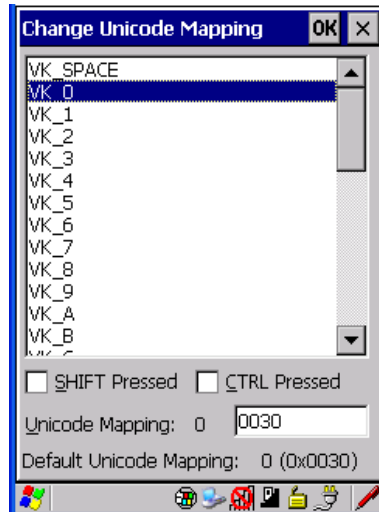 Change Unicode Mapping OK ×
VK_SPACE
VK_0
VK_1
VK_2
VK_3
VK_4
VK_5
VK_6
VK_7
VK_8
VK_9
VK_A
VK_B
SHIFT Pressed CTRL Pressed
Unicode Mapping: 0 0030
Default Unicode Mapping: 0 (0x0030)